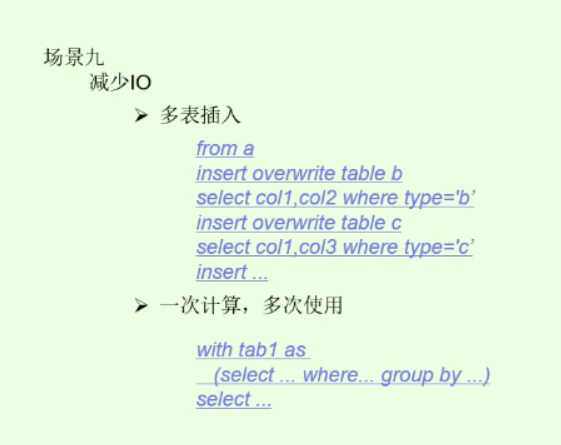 场景九
减少IO
➢ 多表插入
from a
insert overwrite table b
select col1,col2 where type='b’
insert overwrite table c
select col1,col3 where type='c’
insert ...
➢ 一次计算，多次使用
with tab1 as
(select ... where... group by ...)
select ...